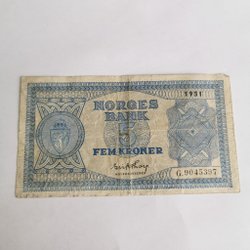 1951
NORGES
BANK
FEM KRONER
G.9045397